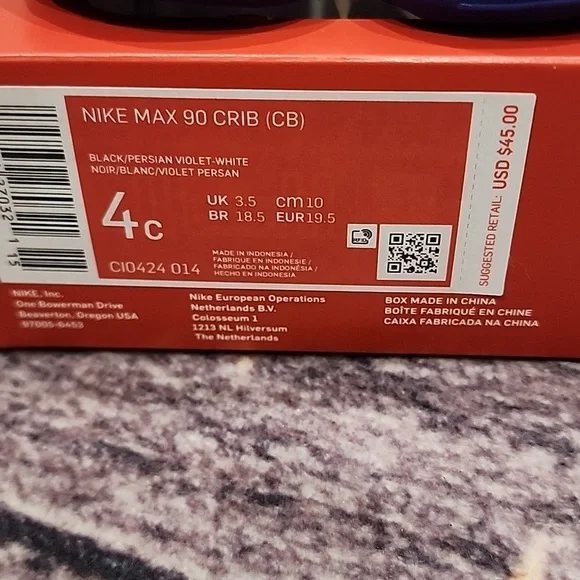 NIKE MAX 90 CRIB (CB)
BLACK/PERSIAN VIOLET-WHITE
NOIR/BLANC/VIOLET PERSAN
4C
UK 3.5 cm 10
BR 18.5 EUR 19.5
CI0424 014
MADE IN INDONESIA /
FABRIQUE EN INDONESIE /
FABRICADO NA INDONÉSIA /
HECHO EN INDONESIA
RFID
SUGGESTED RETAIL: USD $45.00
NIKE, Inc.
One Bowerman Drive
Beaverton, Oregon USA
97005-6453
Nike European Operations
Netherlands B.V.
Colosseum 1
1213 NL Hilversum
The Netherlands
BOX MADE IN CHINA
BOÎTE FABRIQUÉ EN CHINE
CAIXA FABRICADA NA CHINA